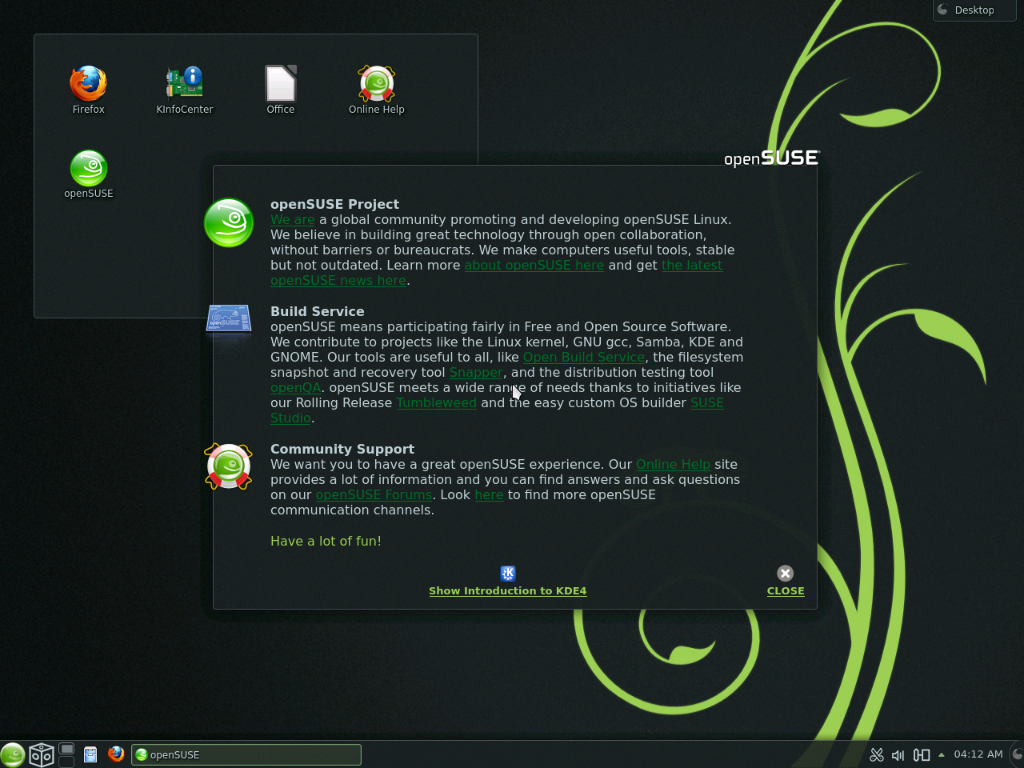 Desktop
Firefox
KInfoCenter
Office
Online Help
openSUSE
openSUSE
openSUSE Project
We are a global community promoting and developing openSUSE Linux.
We believe in building great technology through open collaboration,
without barriers or bureaucrats. We make computers useful tools, stable
but not outdated. Learn more about openSUSE here and get the latest
openSUSE news here.
Build Service
openSUSE means participating fairly in Free and Open Source Software.
We contribute to projects like the Linux kernel, GNU gcc, Samba, KDE and
GNOME. Our tools are useful to all, like Open Build Service, the filesystem
snapshot and recovery tool Snapper, and the distribution testing tool
openQA. openSUSE meets a wide range of needs thanks to initiatives like
our Rolling Release Tumbleweed and the easy custom OS builder SUSE
Studio.
Community Support
We want you to have a great openSUSE experience. Our Online Help site
provides a lot of information and you can find answers and ask questions
on our openSUSE Forums. Look here to find more openSUSE
communication channels.
Have a lot of fun!
Show Introduction to KDE4
CLOSE
openSUSE
04:12 AM